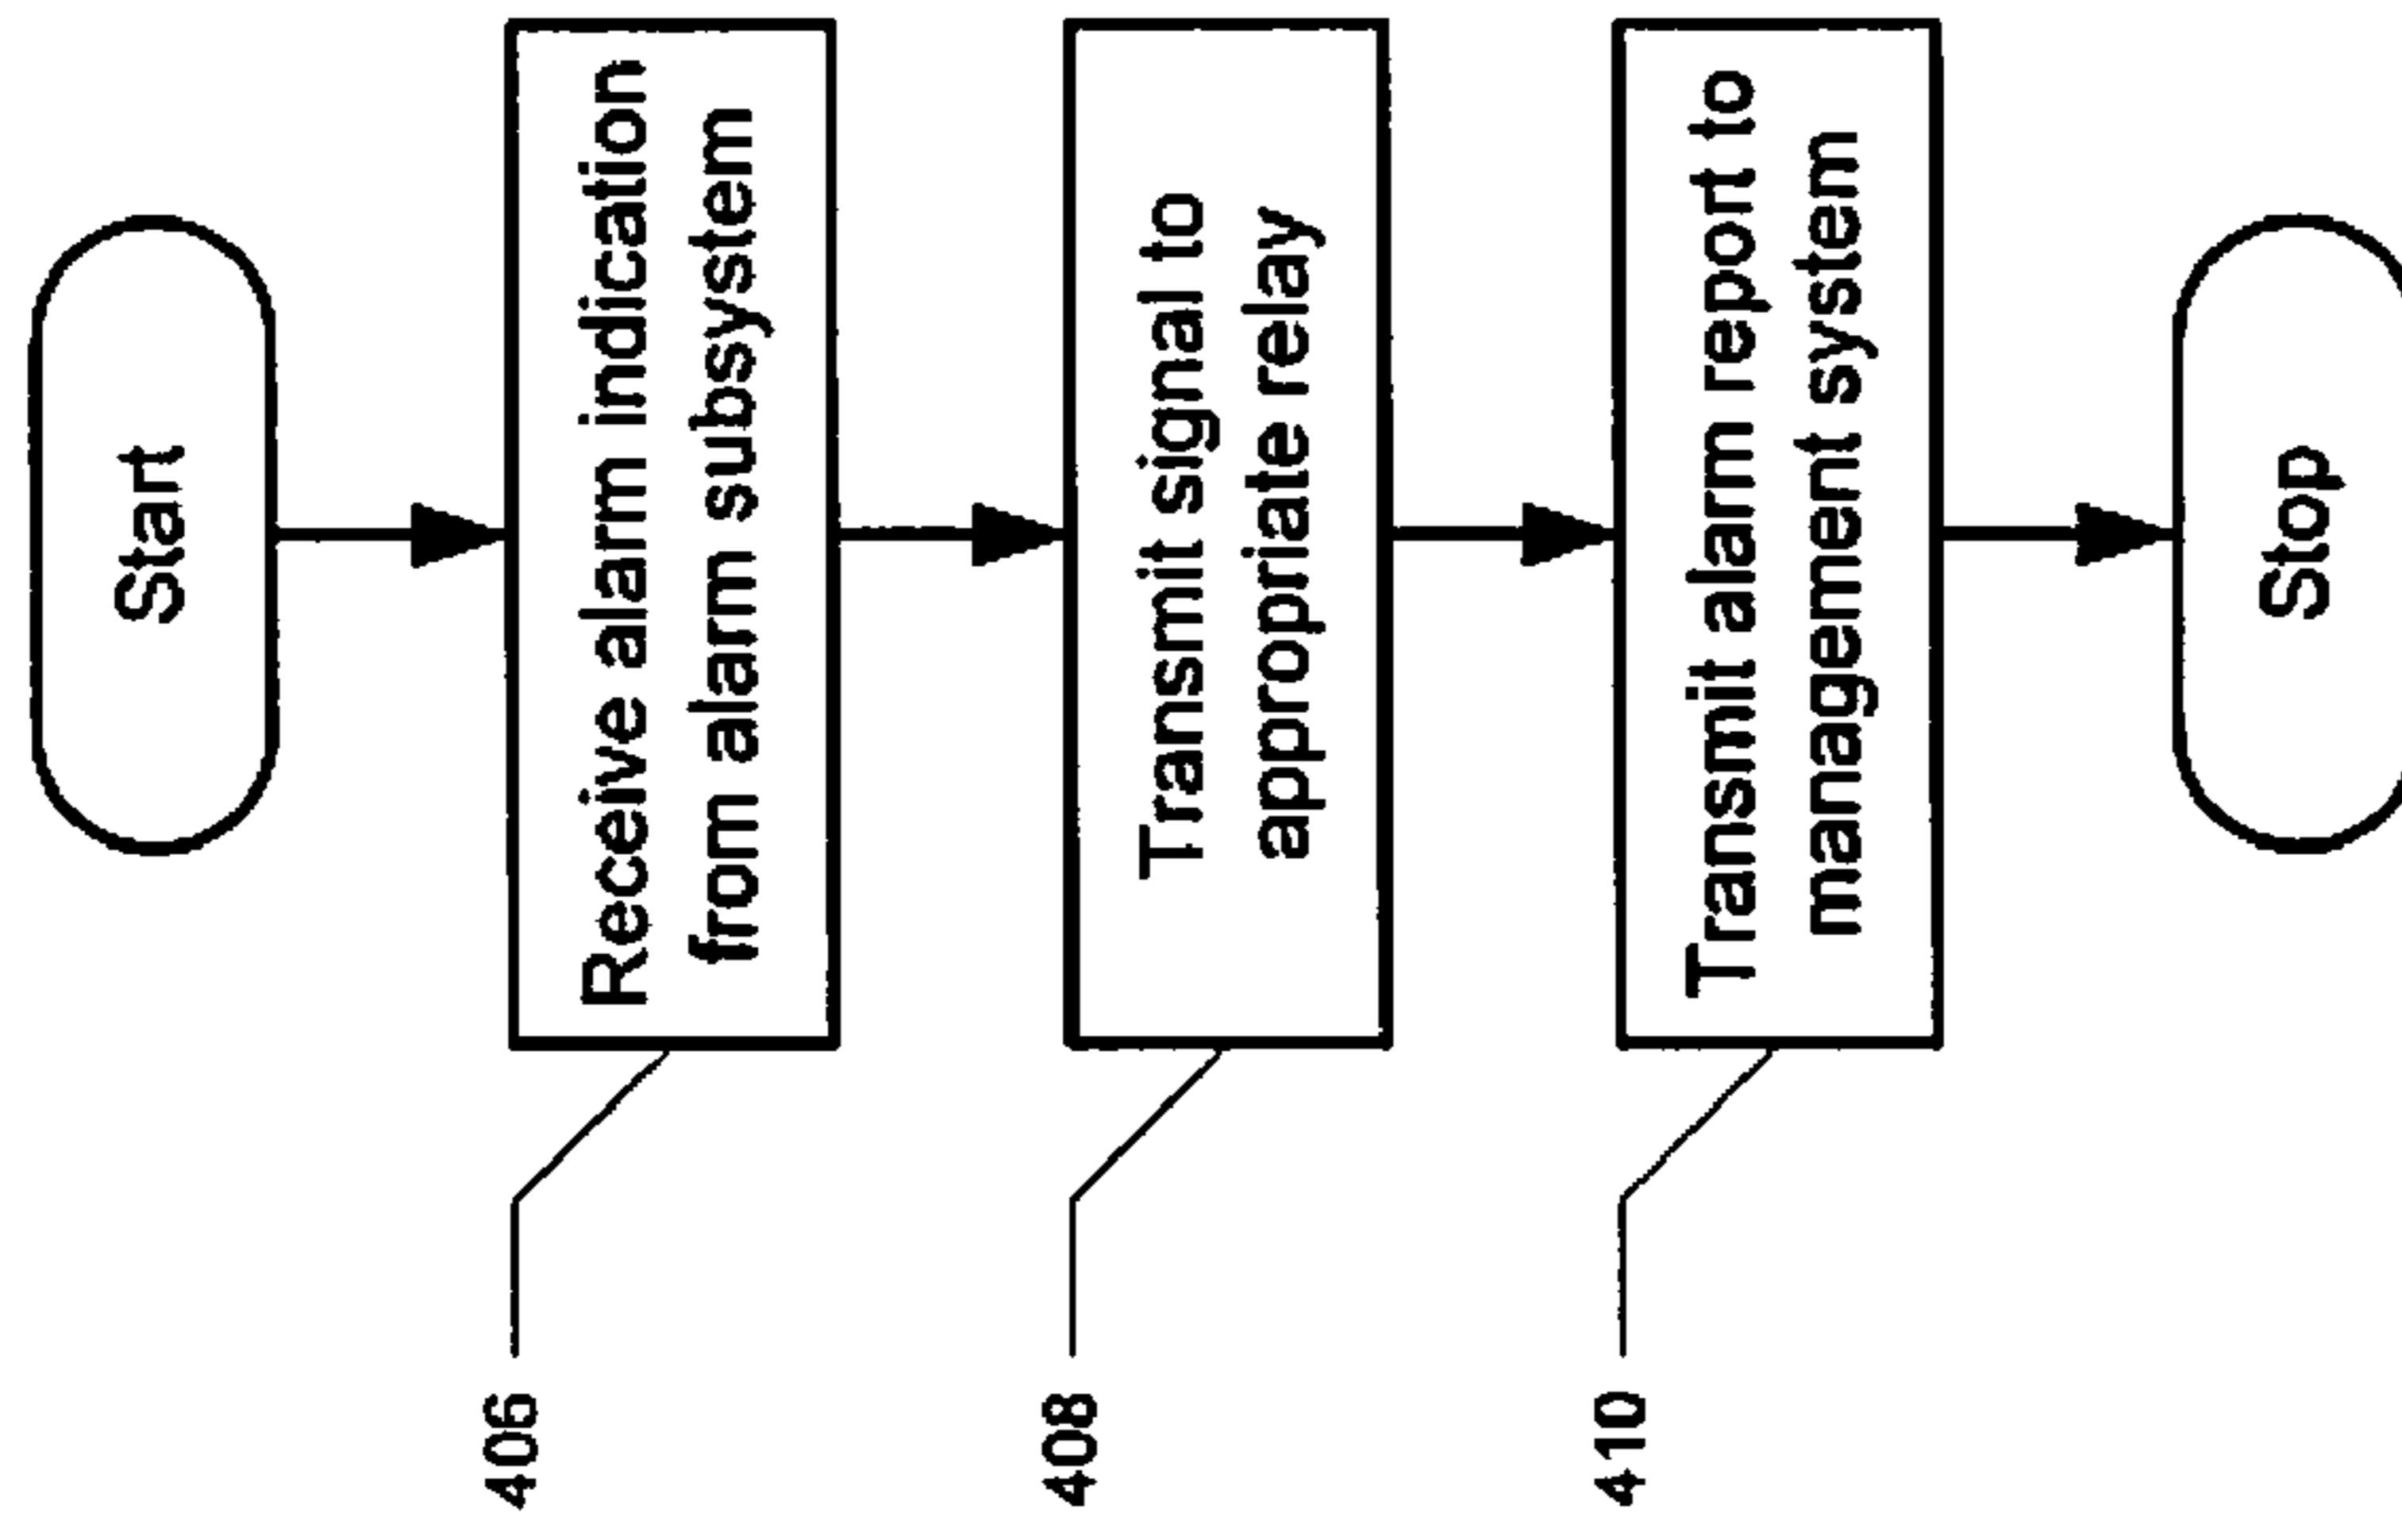 Start
406
Receive alarm indication
from alarm subsystem
408
Transmit signal to
appropriate relay
410
Transmit alarm report to
management system
Stop